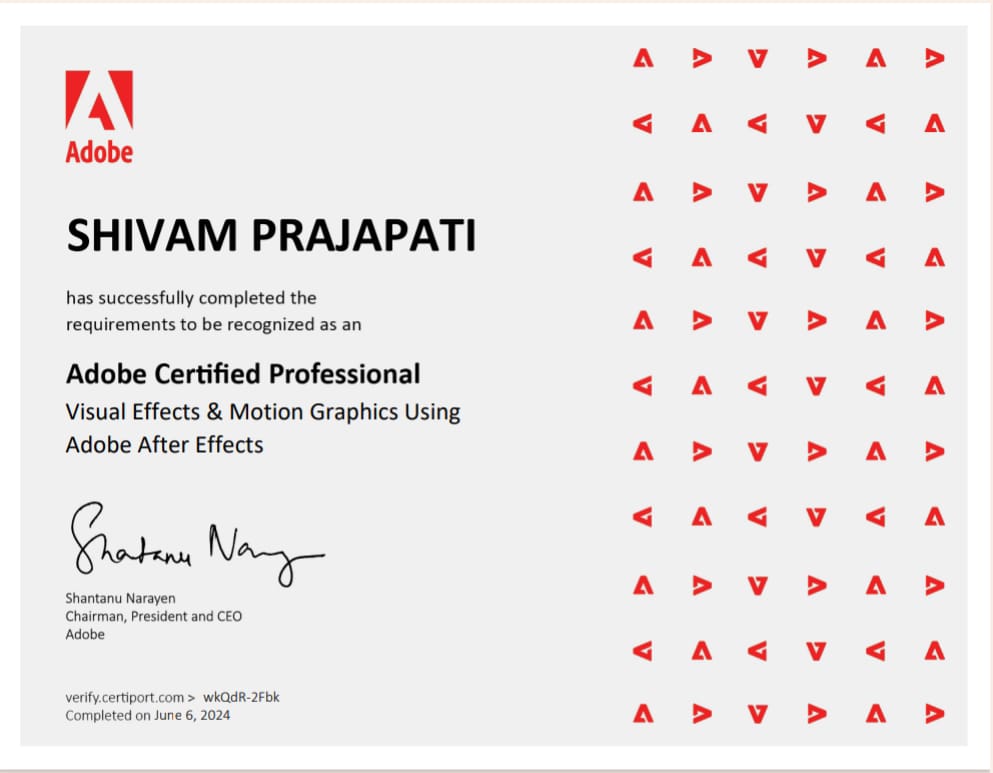 Adobe
SHIVAM PRAJAPATI
has successfully completed the
requirements to be recognized as an
Adobe Certified Professional
Visual Effects & Motion Graphics Using
Adobe After Effects
Shatanu Narayen
Shantanu Narayen
Chairman, President and CEO
Adobe
verify.certiport.com > wkQdR-2Fbk
Completed on June 6, 2024